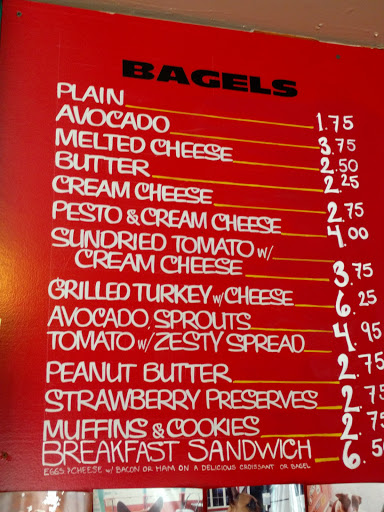 BAGELS
PLAIN 1.75
AVOCADO 3.75
MELTED CHEESE 2.50
BUTTER 2.25
CREAM CHEESE 2.75
PESTO & CREAM CHEESE 4.00
SUNDRIED TOMATO w/
CREAM CHEESE 3.75
GRILLED TURKEY w/ CHEESE 6.25
AVOCADO, SPROUTS
TOMATO w/ ZESTY SPREAD 4.95
PEANUT BUTTER 2.75
STRAWBERRY PRESERVES 2.75
MUFFINS & COOKIES 2.75
BREAKFAST SANDWICH 6.50
EGGS & CHEESE w/ BACON OR HAM ON A DELICIOUS CROISSANT OR BAGEL